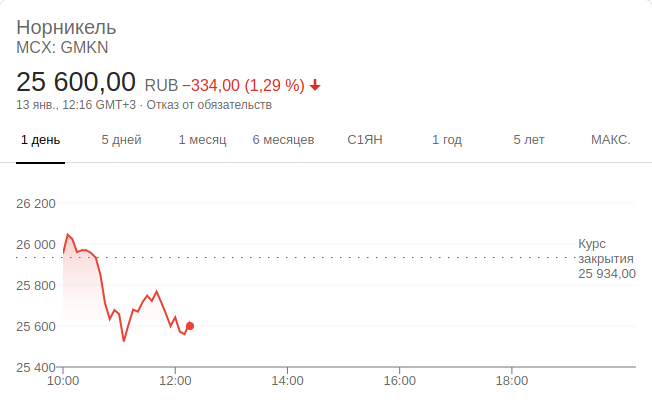 Норникель
MCX: GMKN
25 600,00 RUB −334,00 (1,29 %)
13 янв., 12:16 GMT+3 · Отказ от обязательств
1 день 5 дней 1 месяц 6 месяцев С1ЯН 1 год 5 лет МАКС.
26 200
26 000
Курс
закрытия
25 934,00
25 800
25 600
25 400
10:00 12:00 14:00 16:00 18:00